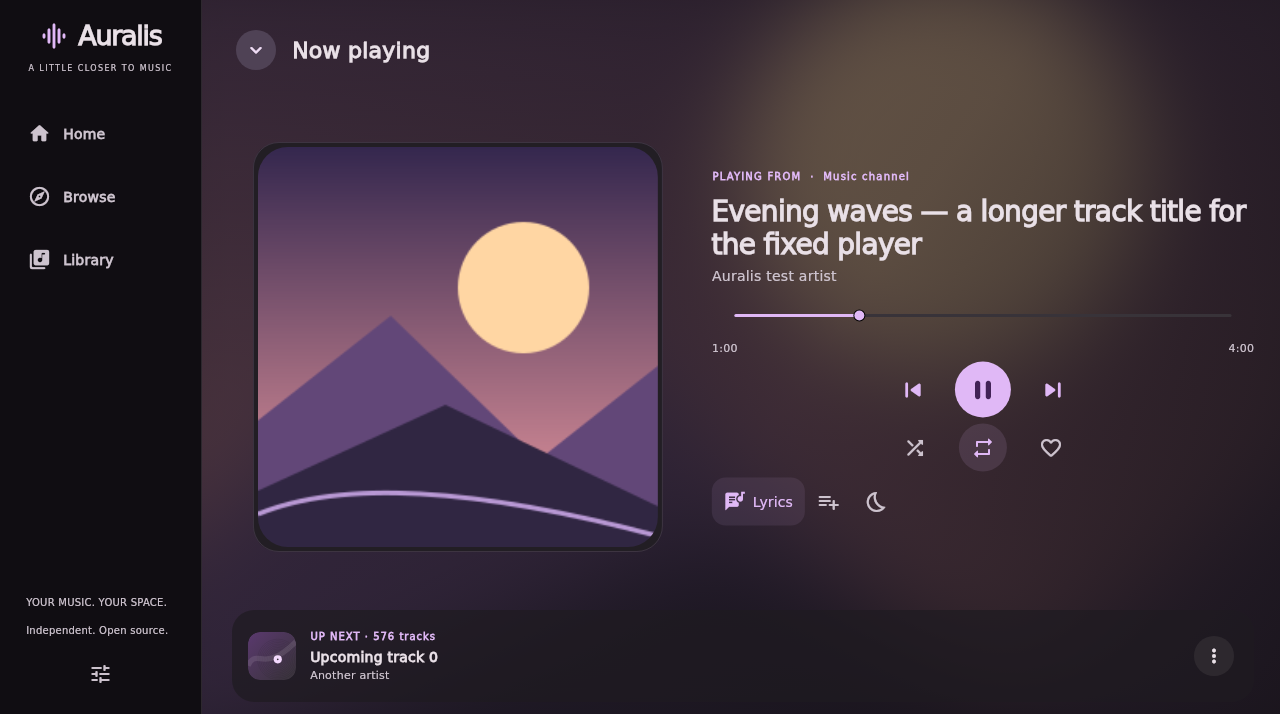 Auralis
A LITTLE CLOSER TO MUSIC
Home
Browse
Library
YOUR MUSIC. YOUR SPACE.
Independent. Open source.
Now playing
PLAYING FROM · Music channel
Evening waves — a longer track title for
the fixed player
Auralis test artist
1:00
4:00
Lyrics
UP NEXT · 576 tracks
Upcoming track 0
Another artist